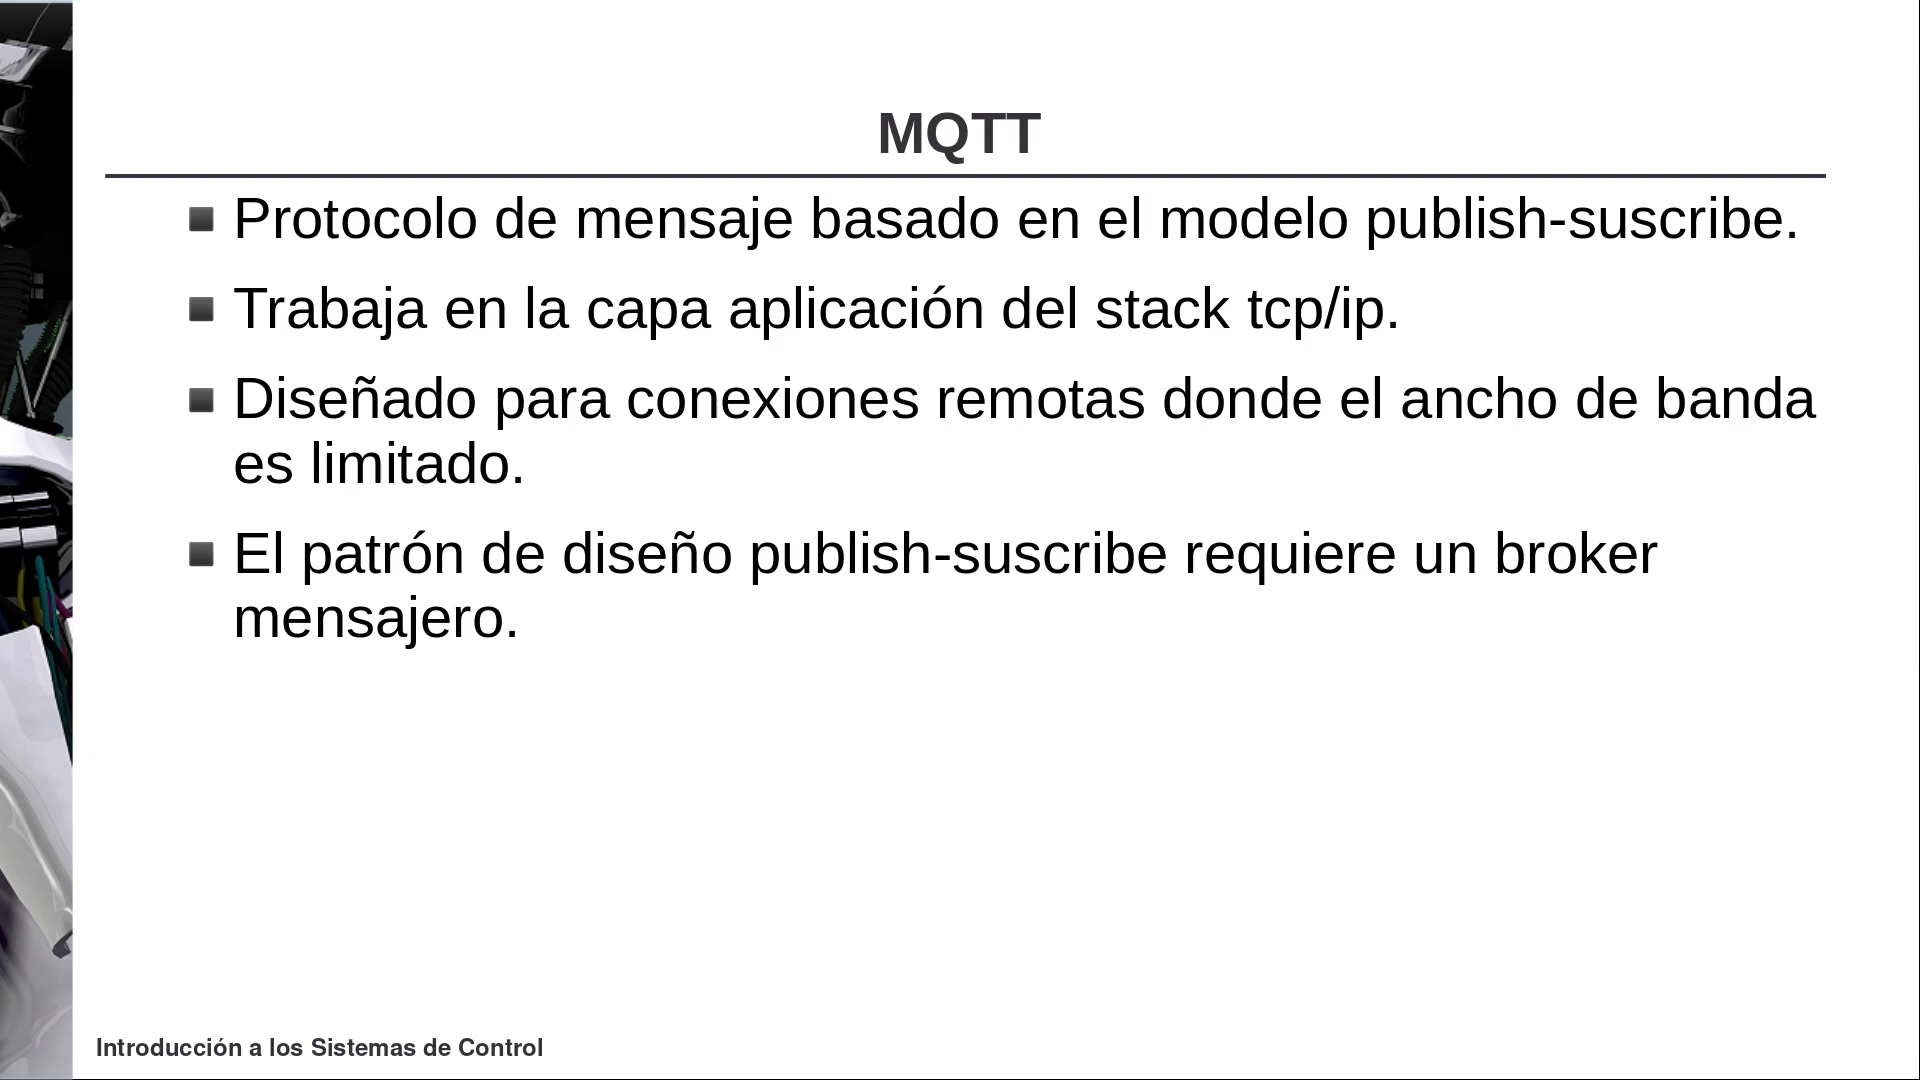 MQTT
Protocolo de mensaje basado en el modelo publish-suscribe.
Trabaja en la capa aplicación del stack tcp/ip.
Diseñado para conexiones remotas donde el ancho de banda
es limitado.
El patrón de diseño publish-suscribe requiere un broker
mensajero.
Introducción a los Sistemas de Control